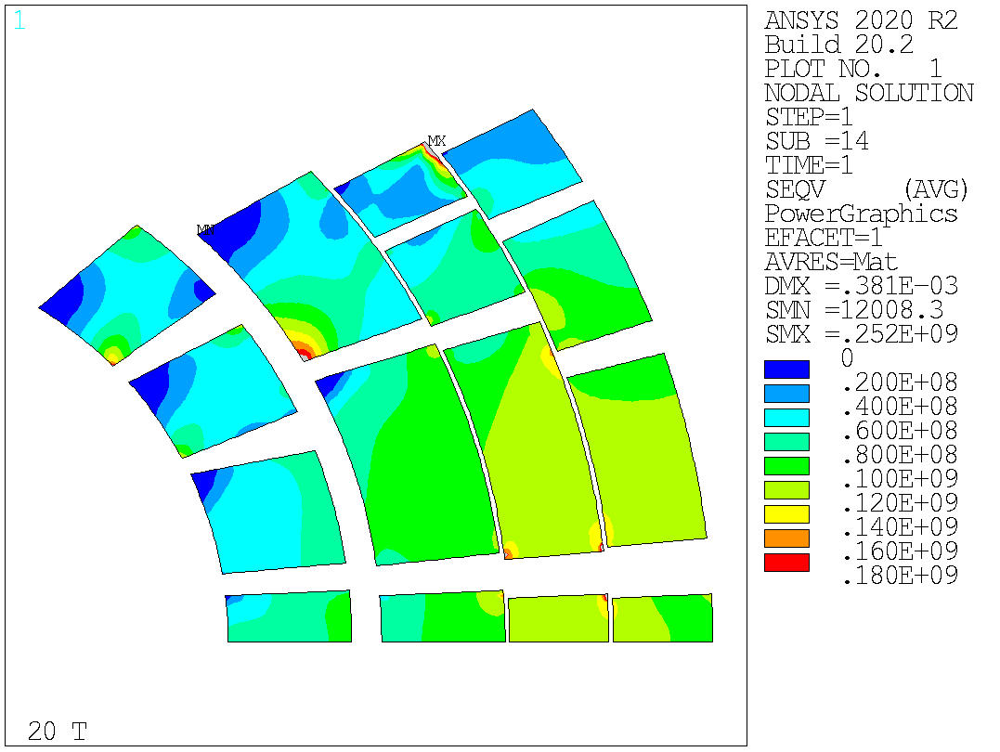 1
ANSYS 2020 R2
Build 20.2
PLOT NO. 1
NODAL SOLUTION
STEP=1
SUB =14
TIME=1
SEQV (AVG)
PowerGraphics
EFACET=1
AVRES=Mat
DMX =.381E-03
SMN =12008.3
SMX =.252E+09
0
.200E+08
.400E+08
.600E+08
.800E+08
.100E+09
.120E+09
.140E+09
.160E+09
.180E+09
MX
MN
20 T